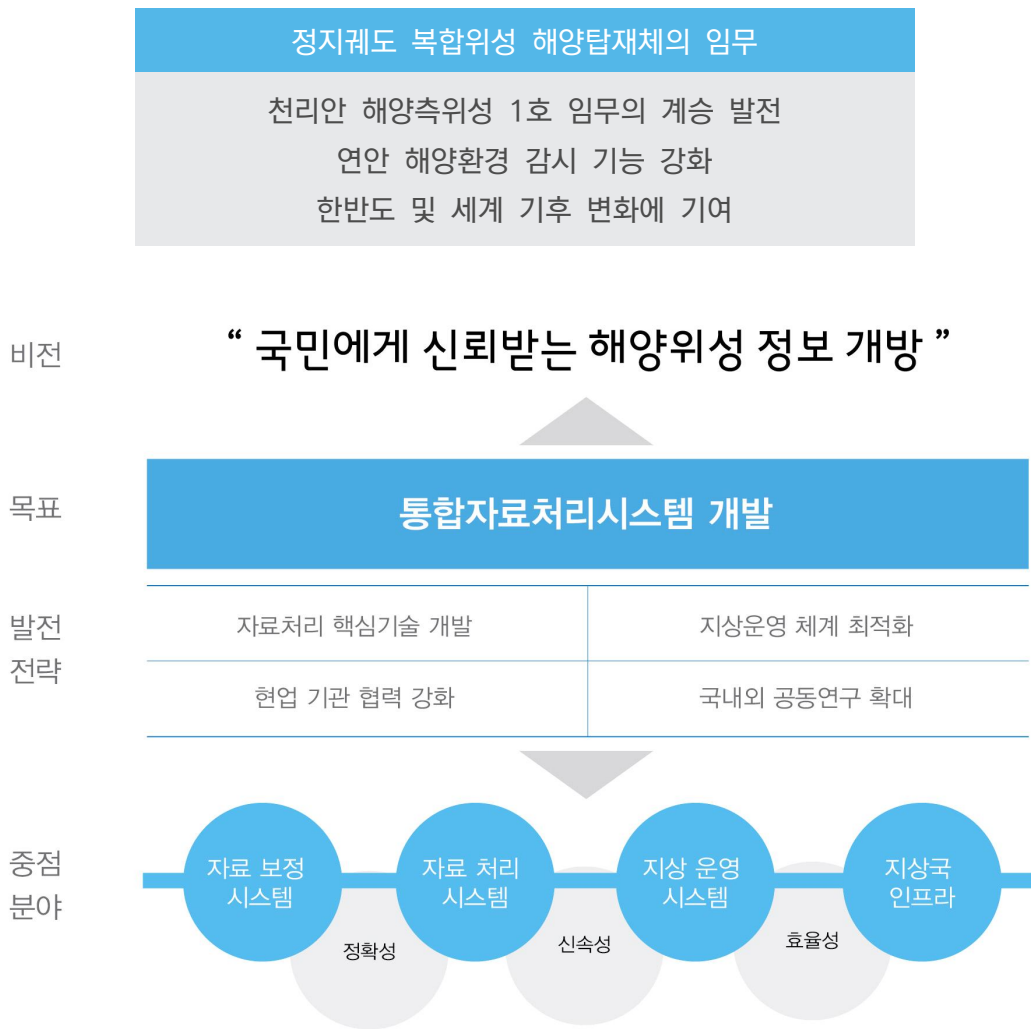 정지궤도 복합위성 해양탑재체의 임무
천리안 해양측위성 1호 임무의 계승 발전
연안 해양환경 감시 기능 강화
한반도 및 세계 기후 변화에 기여
비전
“ 국민에게 신뢰받는 해양위성 정보 개방 ”
목표
통합자료처리시스템 개발
발전
전략
자료처리 핵심기술 개발
지상운영 체계 최적화
현업 기관 협력 강화
국내외 공동연구 확대
중점
분야
자료 보정
시스템
자료 처리
시스템
지상 운영
시스템
지상국
인프라
정확성
신속성
효율성